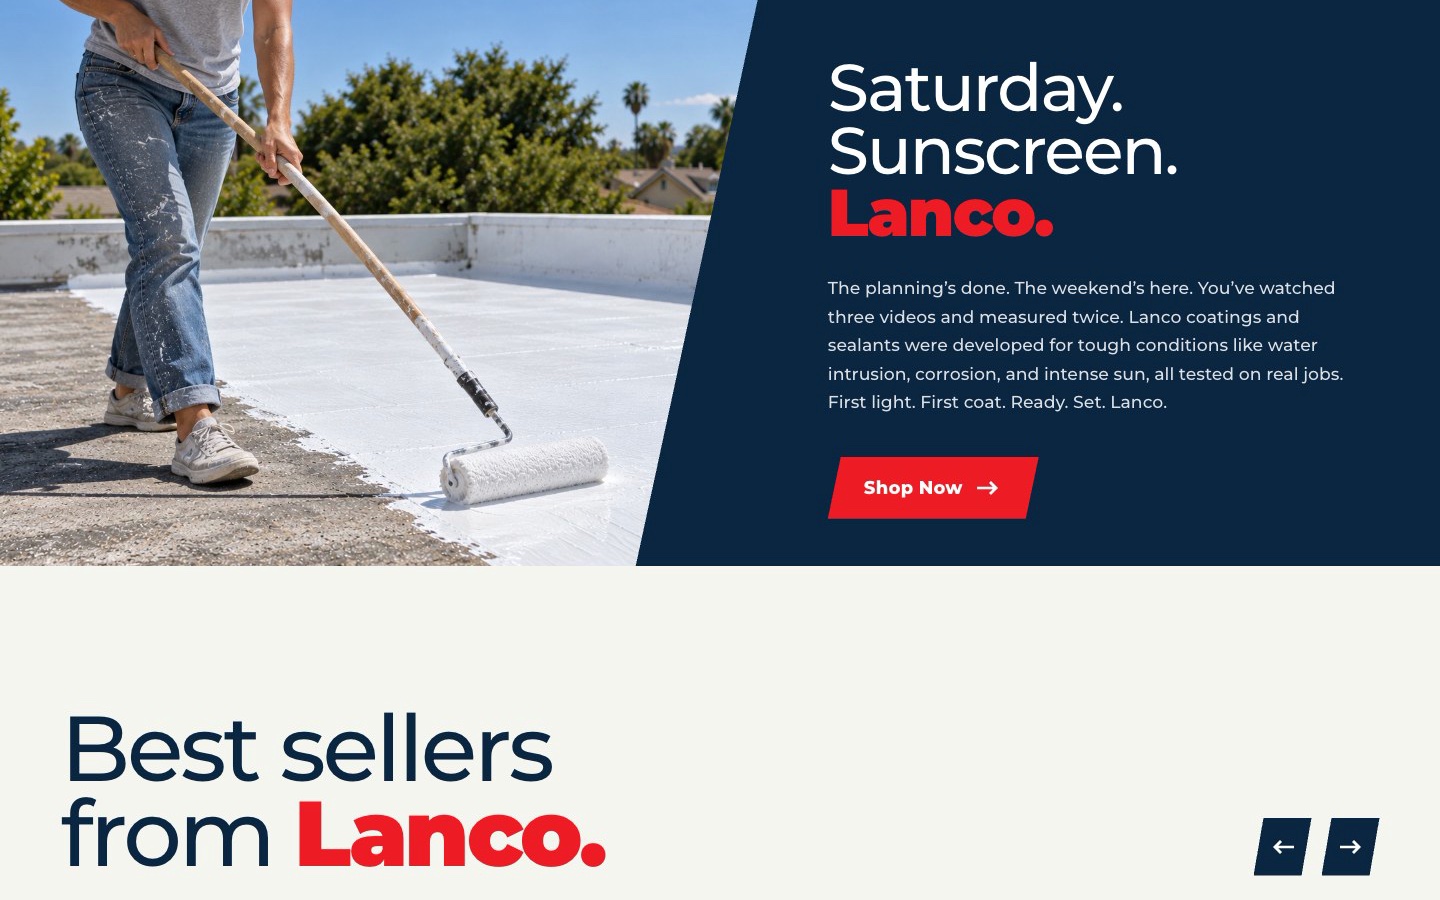 Saturday.
Sunscreen.
Lanco.
The planning’s done. The weekend’s here. You’ve watched
three videos and measured twice. Lanco coatings and
sealants were developed for tough conditions like water
intrusion, corrosion, and intense sun, all tested on real jobs.
First light. First coat. Ready. Set. Lanco.
Shop Now
Best sellers
from Lanco.